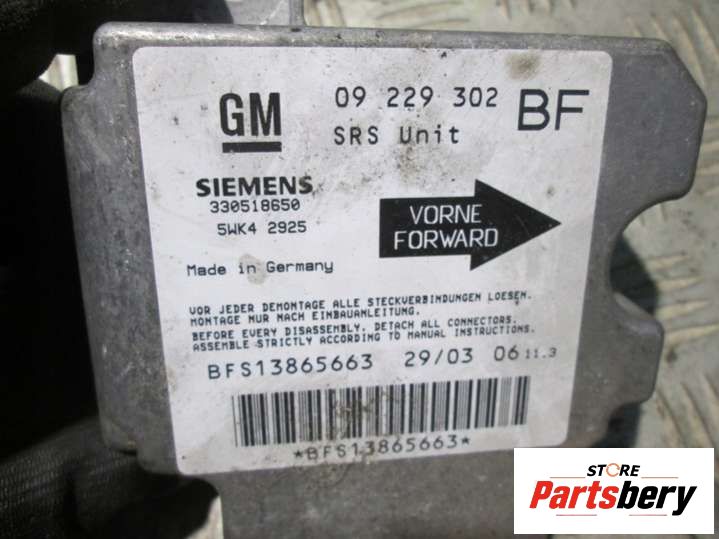 GM
09 229 302 BF
SRS Unit
SIEMENS
330518650
5WK4 2925
VORNE
FORWARD
Made in Germany
VOR JEDER DEMONTAGE ALLE STECKVERBINDUNGEN LOESEN.
MONTAGE NUR NACH EINBAUANLEITUNG.
BEFORE EVERY DISASSEMBLY, DETACH ALL CONNECTORS.
ASSEMBLE STRICTLY ACCORDING TO MANUAL INSTRUCTIONS.
BFS13865663 29/03 06 11.3
*BFS13865663*
STORE
Partsbery